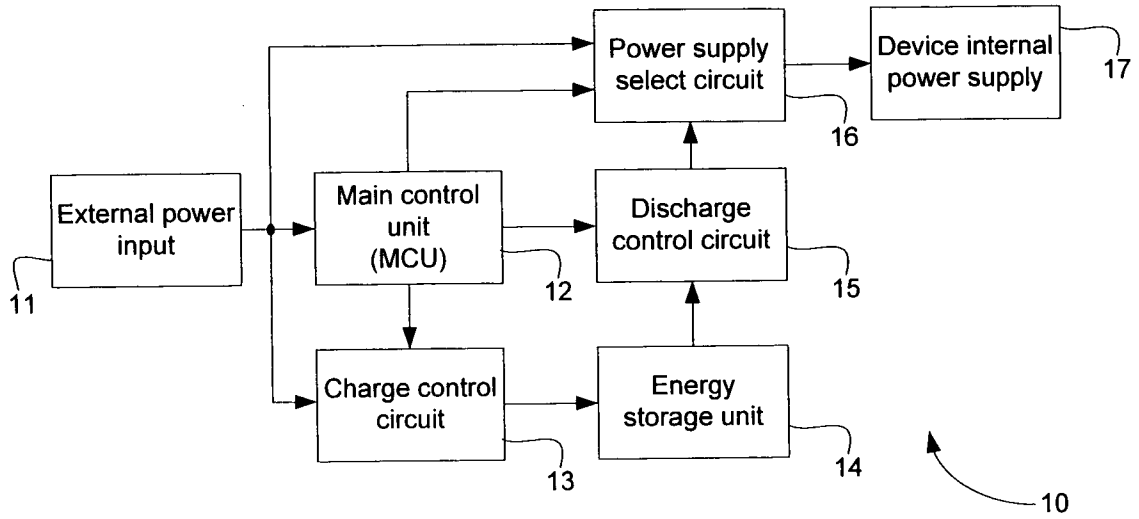 Power supply
select circuit
16
Device internal
power supply
17
External power
input
11
Main control
unit
(MCU)
12
Discharge
control circuit
15
Charge control
circuit
13
Energy
storage unit
14
10